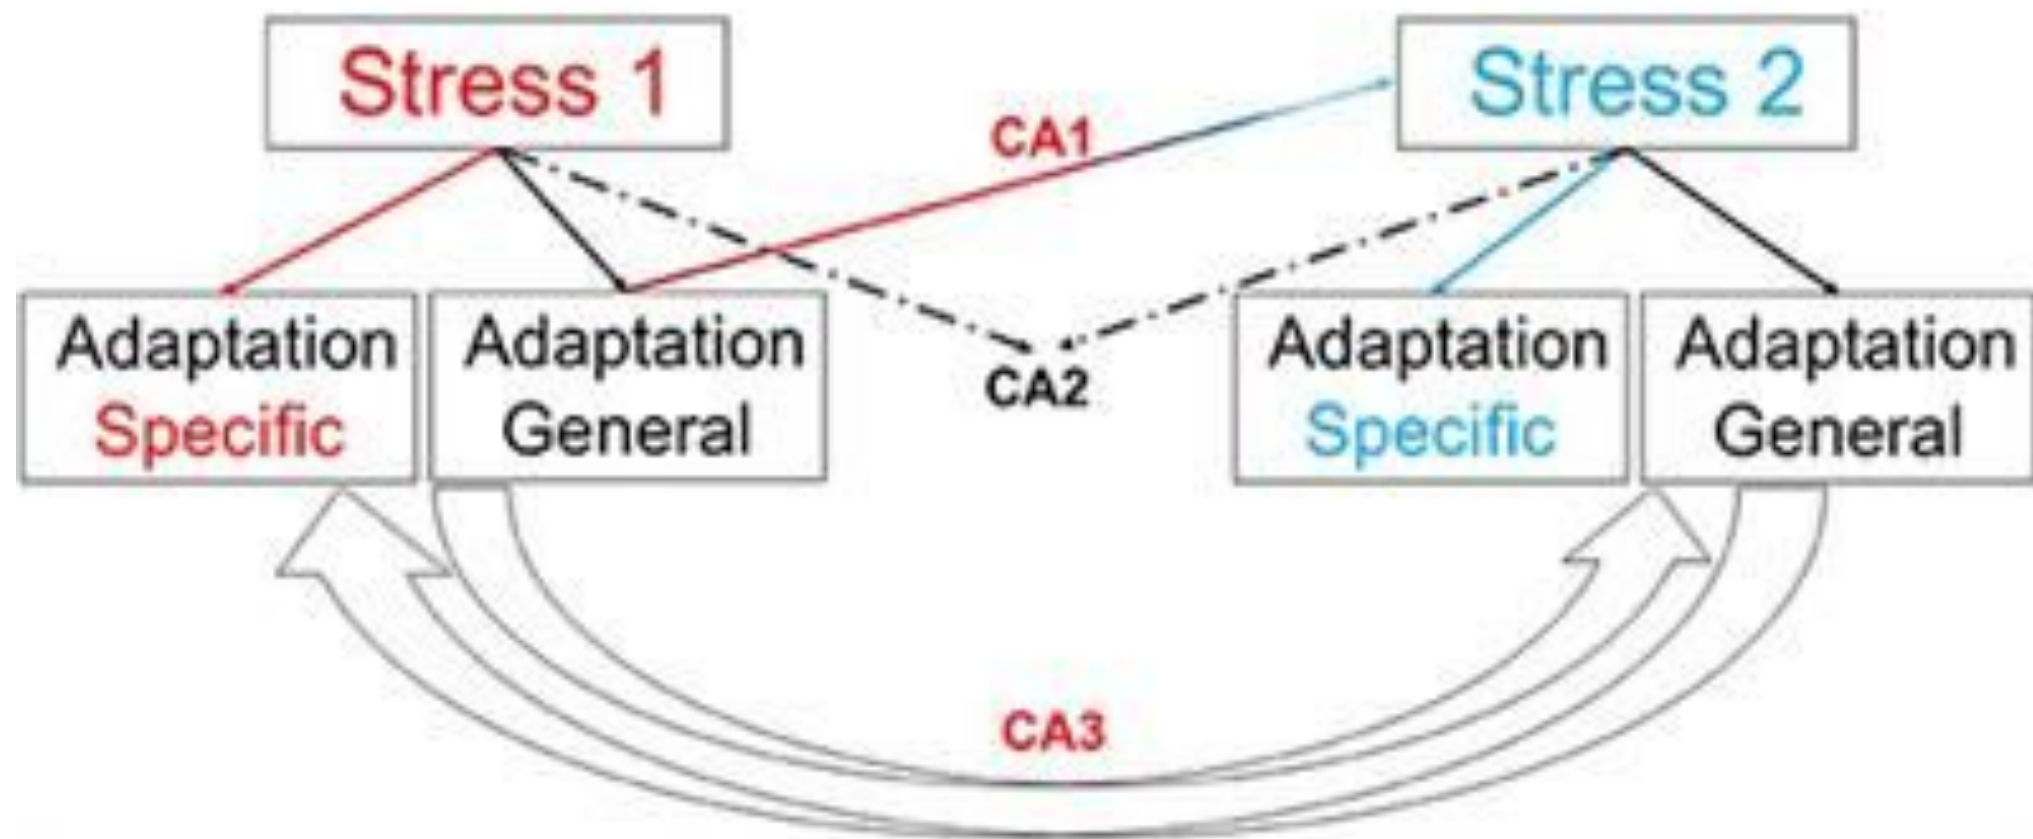 Stress 1
Stress 2
CA1
Adaptation
Specific
Adaptation
General
CA2
Adaptation
Specific
Adaptation
General
CA3